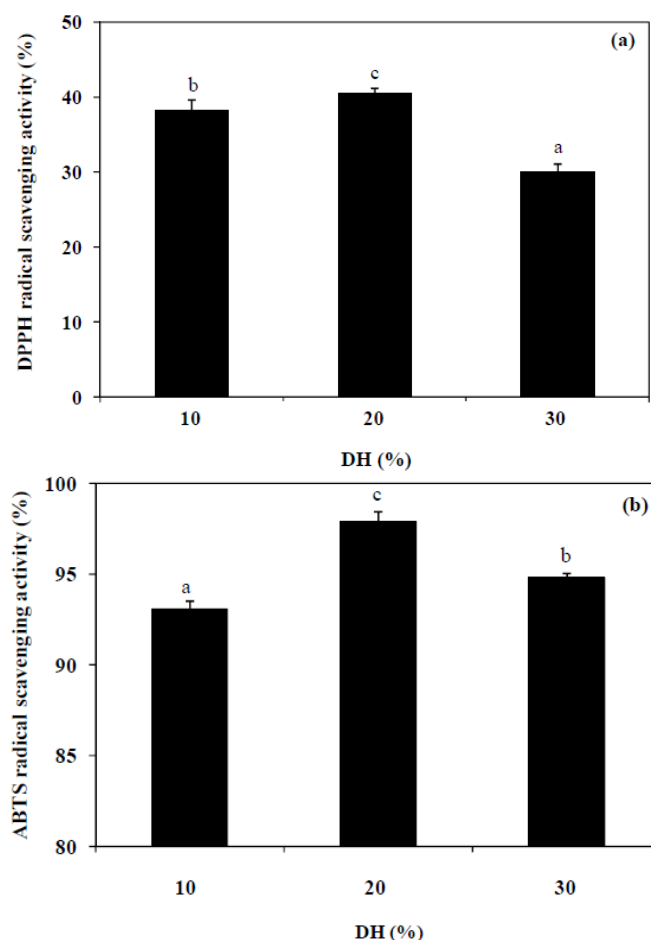 (a)
DPPH radical scavenging activity (%)
50
40
30
20
10
0
b
c
a
10 20 30
DH (%)
(b)
ABTS radical scavenging activity (%)
100
95
90
85
80
a
c
b
10 20 30
DH (%)